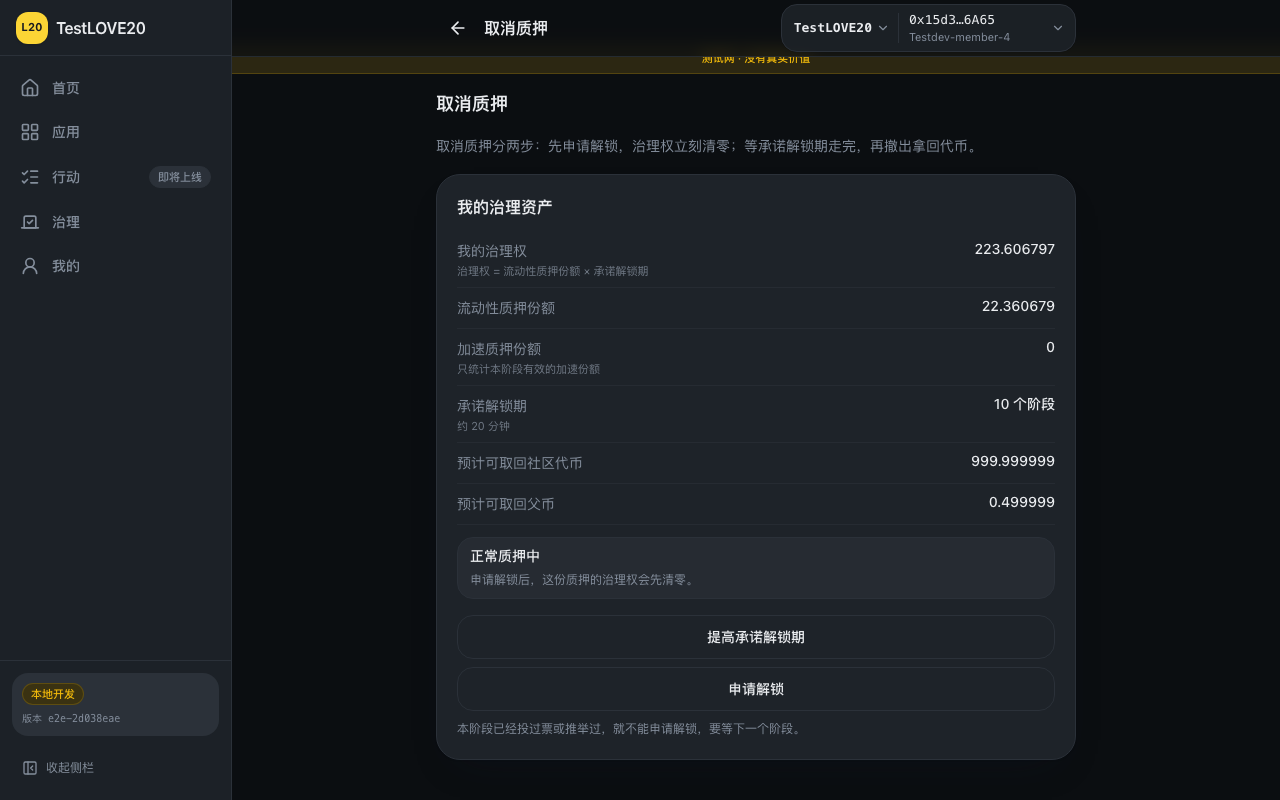 L20 TestLOVE20
首页
应用
行动 即将上线
治理
我的
本地开发
版本 e2e-2d038eae
收起侧栏
取消质押
TestLOVE20
0x15d3…6A65
Testdev-member-4
测试网 · 没有真实价值
取消质押
取消质押分两步：先申请解锁，治理权立刻清零；等承诺解锁期走完，再撤出拿回代币。
我的治理资产
我的治理权 223.606797
治理权 = 流动性质押份额 × 承诺解锁期
流动性质押份额 22.360679
加速质押份额 0
只统计本阶段有效的加速份额
承诺解锁期 10 个阶段
约 20 分钟
预计可取回社区代币 999.999999
预计可取回父币 0.499999
正常质押中
申请解锁后，这份质押的治理权会先清零。
提高承诺解锁期
申请解锁
本阶段已经投过票或推举过，就不能申请解锁，要等下一个阶段。